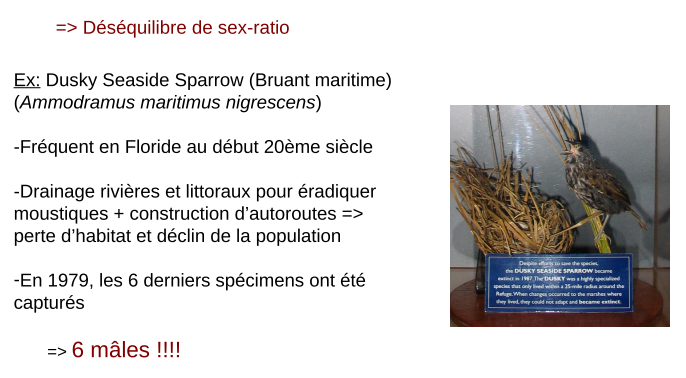 => Déséquilibre de sex-ratio
Ex: Dusky Seaside Sparrow (Bruant maritime)
(Ammodramus maritimus nigrescens)
-Fréquent en Floride au début 20ème siècle
-Drainage rivières et littoraux pour éradiquer
moustiques + construction d’autoroutes =>
perte d’habitat et déclin de la population
-En 1979, les 6 derniers spécimens ont été
capturés
=> 6 mâles !!!!
Despite efforts to save the species,
the DUSKY SEASIDE SPARROW became
extinct in 1987. The DUSKY was a highly specialized
species that only lived within a 25-mile radius around the
Refuge. When changes occurred to the marshes where
they lived, they could not adapt and became extinct.